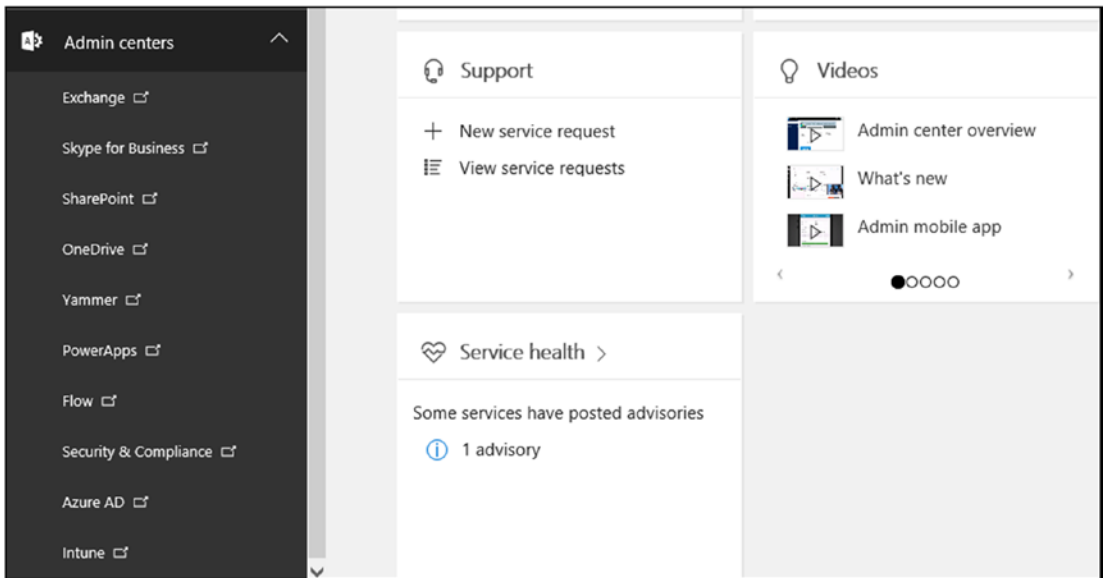 Admin centers
Exchange
Skype for Business
SharePoint
OneDrive
Yammer
PowerApps
Flow
Security & Compliance
Azure AD
Intune
Support
New service request
View service requests
Videos
Admin center overview
What's new
Admin mobile app
Service health >
Some services have posted advisories
1 advisory